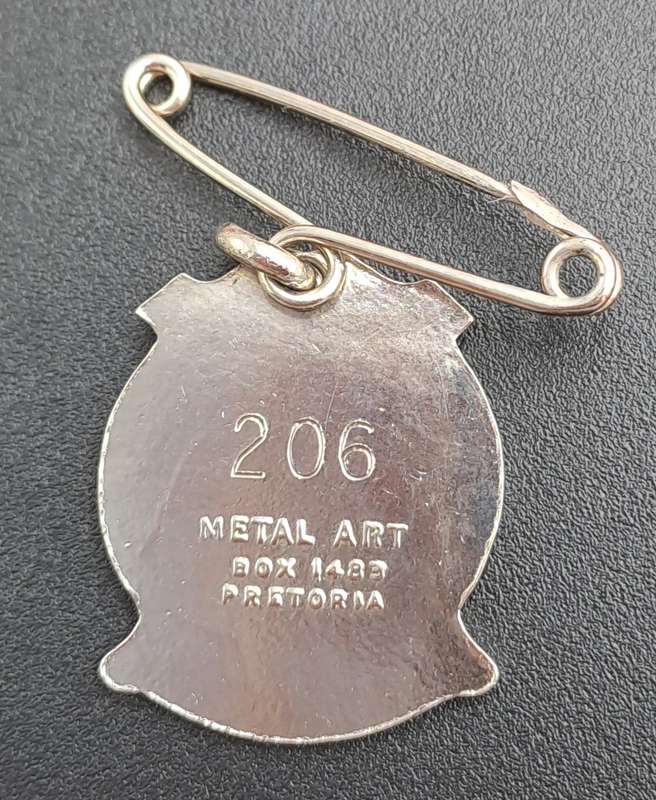 206
METAL ART
BOX 1483
PRETORIA